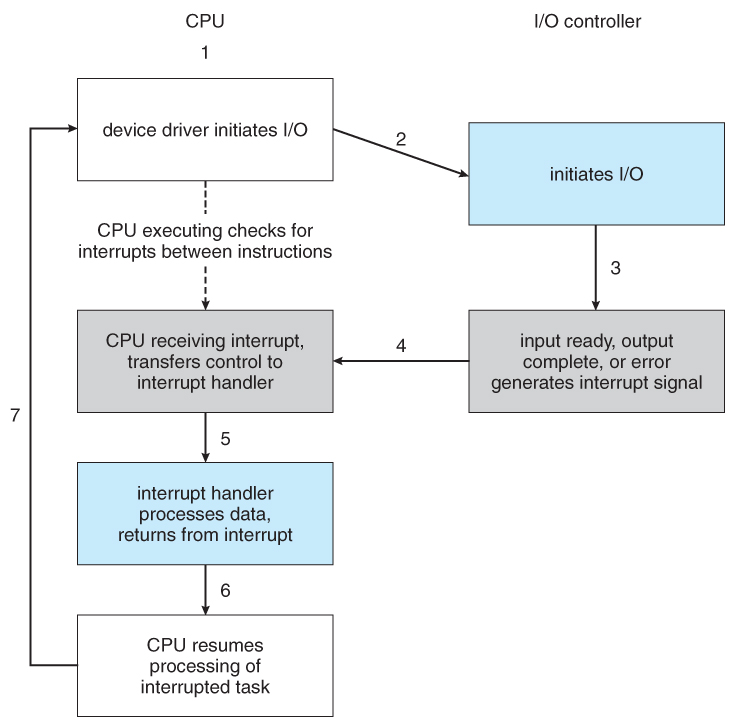 CPU
I/O controller
1
device driver initiates I/O
2
initiates I/O
CPU executing checks for
interrupts between instructions
3
CPU receiving interrupt,
transfers control to
interrupt handler
4
input ready, output
complete, or error
generates interrupt signal
7
5
interrupt handler
processes data,
returns from interrupt
6
CPU resumes
processing of
interrupted task